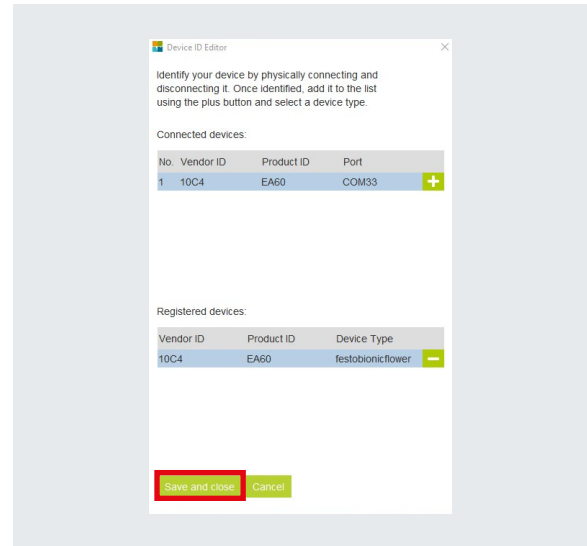 Device ID Editor
Identify your device by physically connecting and
disconnecting it. Once identified, add it to the list
using the plus button and select a device type.
Connected devices:
No. Vendor ID Product ID Port
1 10C4 EA60 COM33
Registered devices:
Vendor ID Product ID Device Type
10C4 EA60 festobionicflower
Save and close Cancel